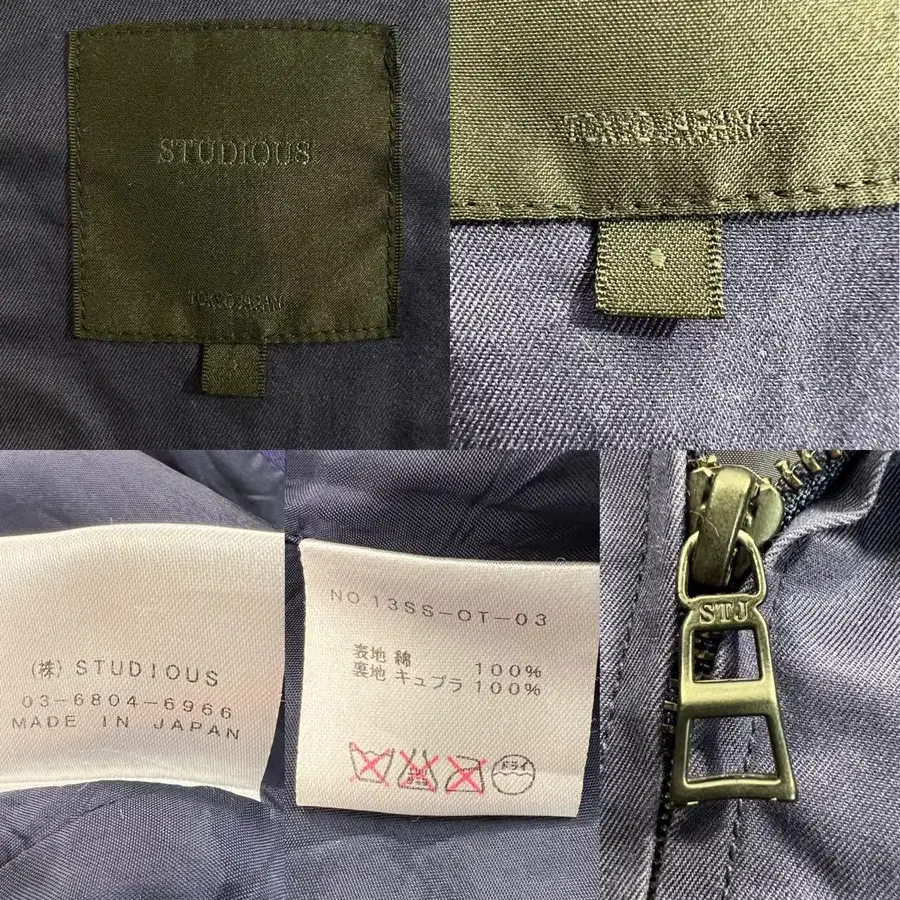 STUDIOUS
TOKYO JAPAN
TOKYO JAPAN
(株) STUDIOUS
03-6804-6966
MADE IN JAPAN
NO.13SS-OT-03
表地 綿 100%
裏地 キュプラ 100%
ドライ
STJ